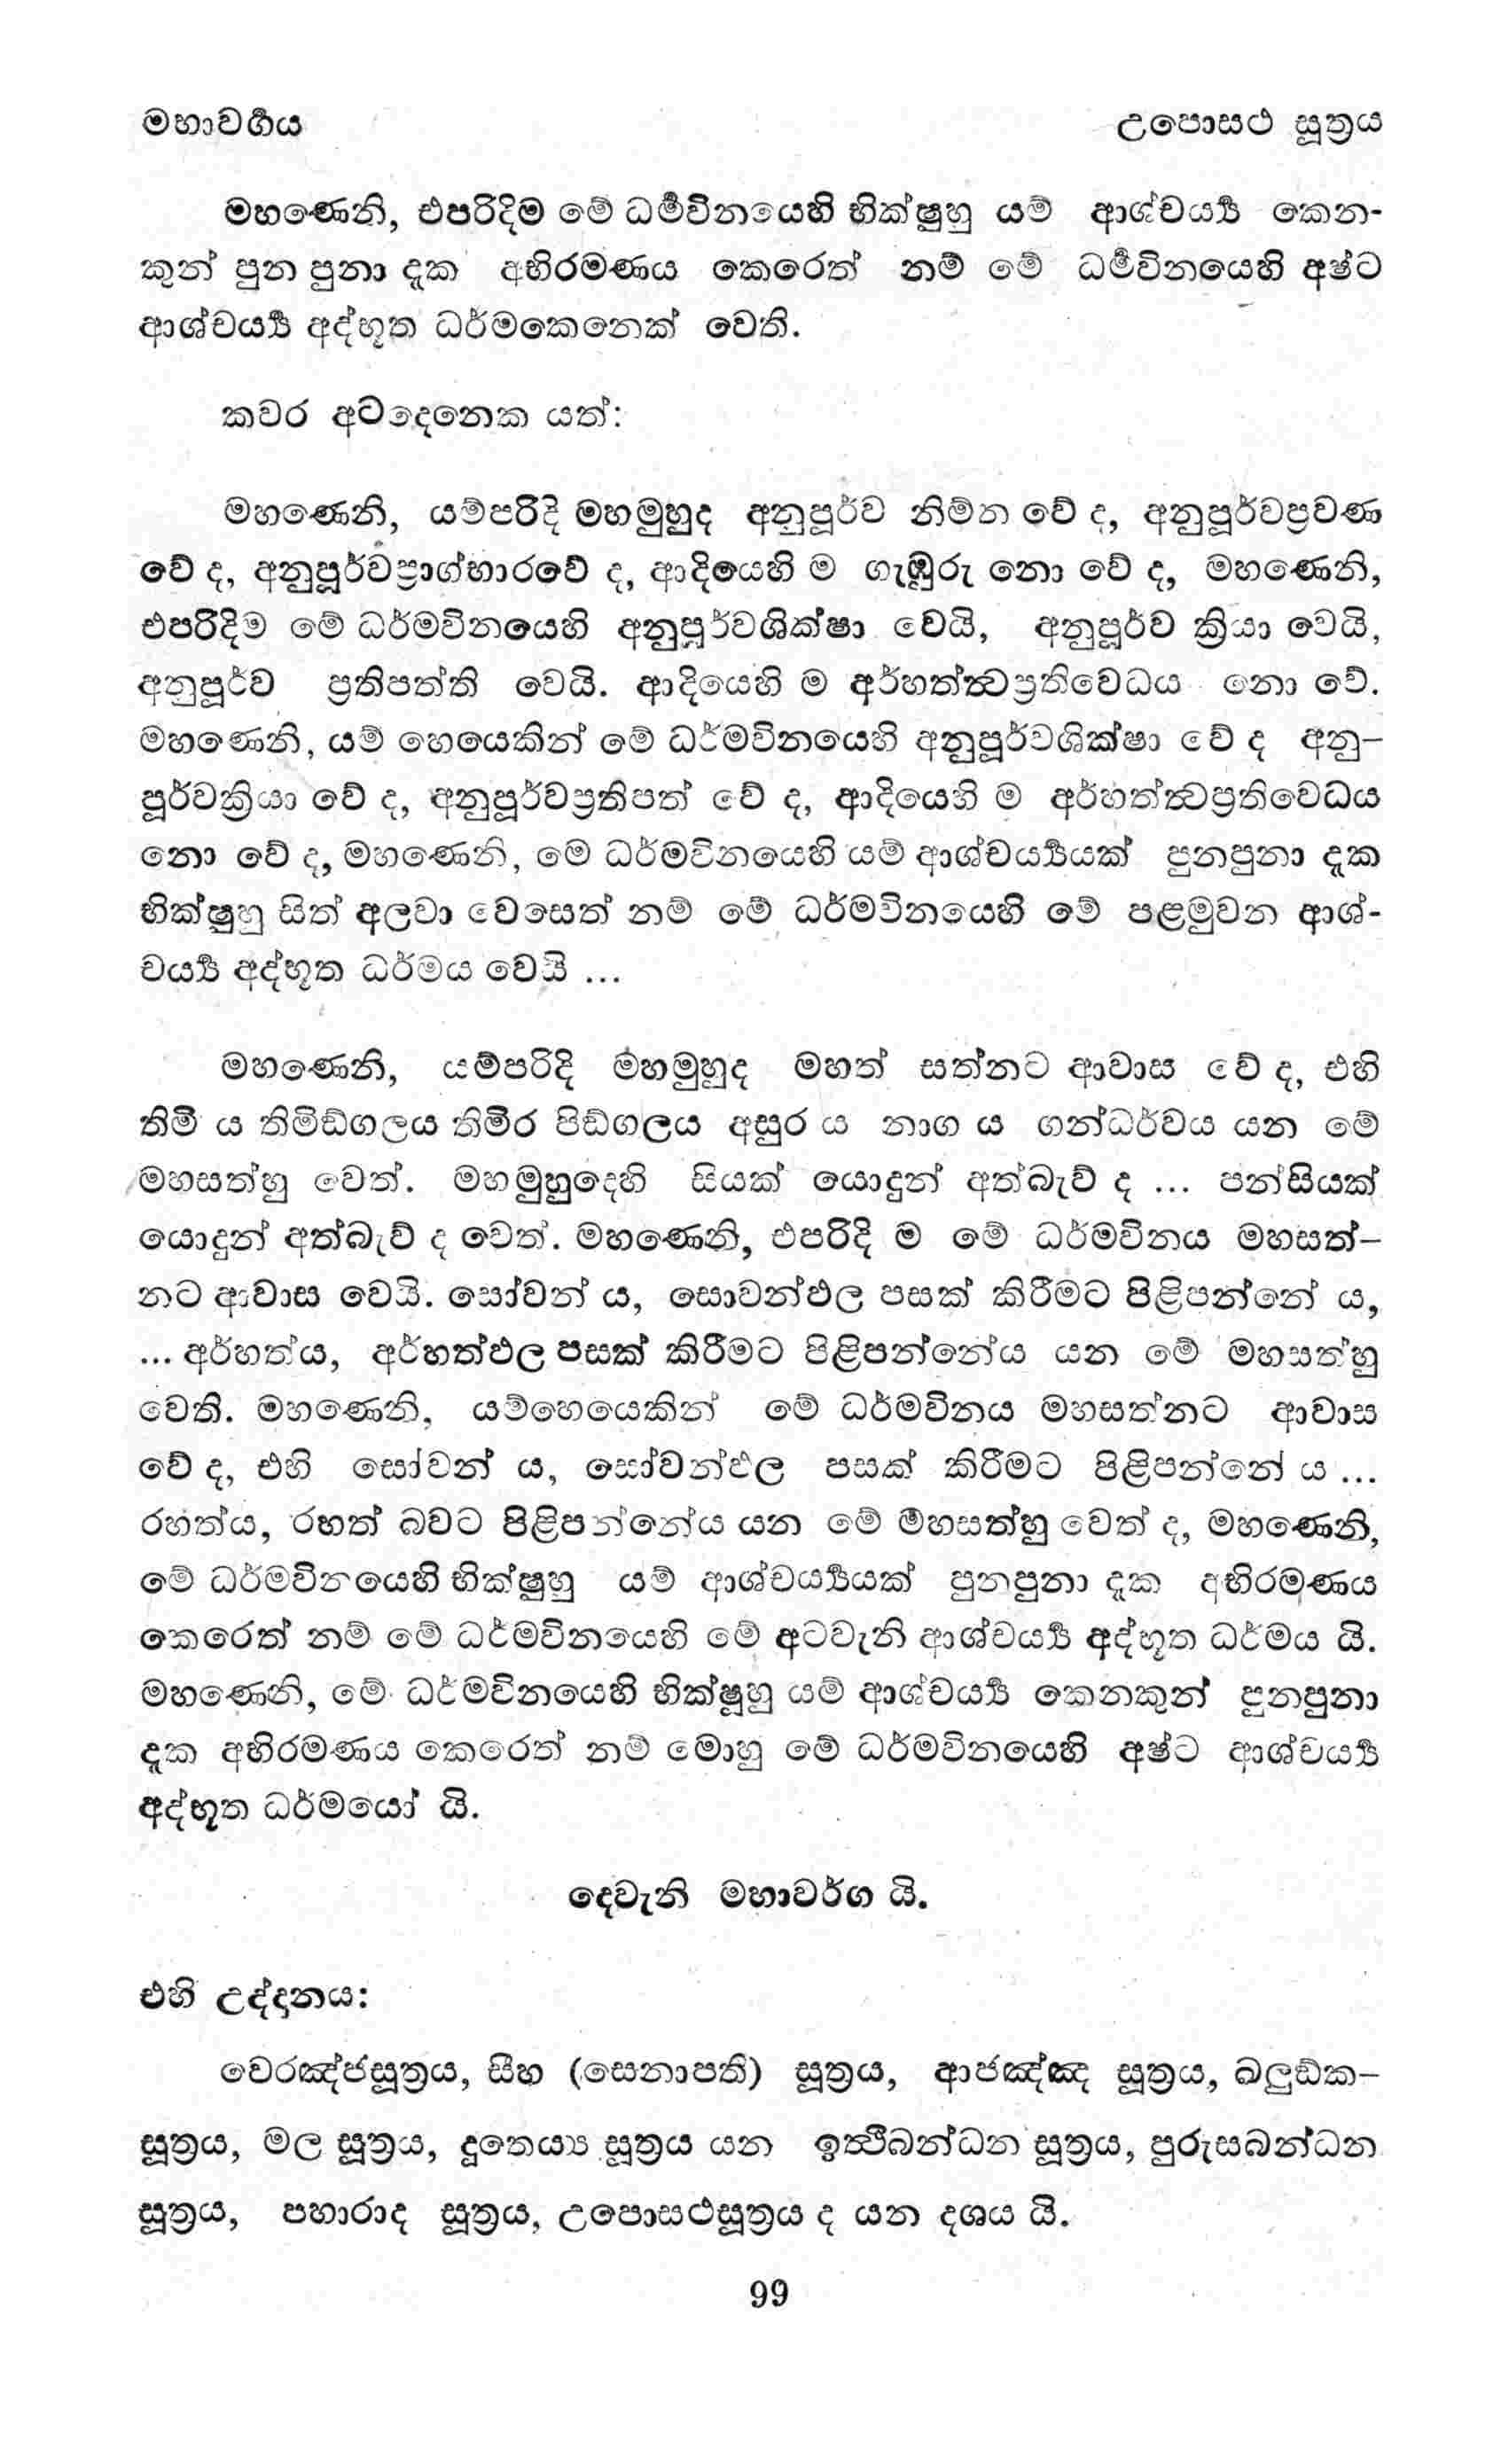 මහාවර්‍ගය	උපොසථ සූත්‍රය
මහණෙනි, එපරිදිම මේ ධර්‍මවිනයෙහි භික්ෂුහු යම් ආශ්චර්‍ය්‍ය කෙන-
කුන් පුන පුනා දැක අභිරමණය කෙරෙත් නම් මේ ධර්‍මවිනයෙහි අෂ්ට
ආශ්චර්‍ය්‍ය අද්භූත ධර්මකෙනෙක් වෙති.
කවර අටදෙනෙක යත්:
මහණෙනි, යම්පරිදි මහමුහුද අනුපූර්ව නිම්න වේ ද, අනුපූර්වප්‍රවණ
වේ ද, අනුපූර්වප්‍රාග්භාරවේ ද, ආදියෙහි ම ගැඹුරු නො වේ ද, මහණෙනි,
එපරිදිම මේ ධර්මවිනයෙහි අනුපූර්වශික්ෂා වෙයි, අනුපූර්ව ක්‍රියා වෙයි,
අනුපූර්ව ප්‍රතිපත්ති වෙයි. ආදියෙහි ම අර්හත්ත්‍වප්‍රතිවෙධය නො වේ.
මහණෙනි, යම් හෙයෙකින් මේ ධර්මවිනයෙහි අනුපූර්වශික්ෂා වේ ද අනු-
පූර්වක්‍රියා වේ ද, අනුපූර්වප්‍රතිපත් වේ ද, ආදියෙහි ම අර්හත්ත්‍වප්‍රතිවෙධය
නො වේ ද, මහණෙනි, මෙ ධර්මවිනයෙහි යම් ආශ්චර්‍ය්‍යයක් පුනපුනා දැක
භික්ෂුහු සිත් අලවා වෙසෙත් නම් මේ ධර්මවිනයෙහි මේ පළමුවන ආශ්-
චර්‍ය්‍ය අද්භූත ධර්මය වෙයි ...
මහණෙනි, යම්පරිදි මහමුහුද මහත් සත්නට ආවාස වේ ද, එහි
තිමි ය තිමිඞ්ගලය තිමිර පිඞ්ගලය අසුර ය නාග ය ගන්ධර්වය යන මේ
මහසත්හු වෙත්. මහමුහුදෙහි සියක් යොදුන් අත්බැව් ද ... පන්සියක්
යොදුන් අත්බැව් ද වෙත්. මහණෙනි, එපරිදි ම මේ ධර්මවිනය මහසත්-
නට ආවාස වෙයි. සෝවන් ය, සොවන්ඵල පසක් කිරීමට පිළිපන්නේ ය,
... අර්හත්ය, අර්හත්ඵල පසක් කිරීමට පිළිපන්නේය යන මේ මහසත්හු
වෙති. මහණෙනි, යම්හෙයෙකින් මේ ධර්මවිනය මහසත්නට ආවාස
වේ ද, එහි සෝවන් ය, සෝවන්ඵල පසක් කිරීමට පිළිපන්නේ ය ...
රහත්ය, රහත් බවට පිළිපන්නේය යන මේ මහසත්හු වෙත් ද, මහණෙනි,
මේ ධර්මවිනයෙහි භික්ෂුහු යම් ආශ්චර්‍ය්‍යයක් පුනපුනා දැක අභිරමණය
කෙරෙත් නම් මේ ධර්මවිනයෙහි මේ අටවැනි ආශ්චර්‍ය්‍ය අද්භූත ධර්මය යි.
මහණෙනි, මේ ධර්මවිනයෙහි භික්ෂූහු යම් ආශ්චර්‍ය්‍ය කෙනකුන් පුනපුනා
දැක අභිරමණය කෙරෙත් නම් මොහු මේ ධර්මවිනයෙහි අෂ්ට ආශ්චර්‍ය්‍ය
අද්භූත ධර්මයෝ යි.
දෙවැනි මහාවර්ග යි.
එහි උද්දානය:
වෙරඤ්ජසූත්‍රය, සීහ (සෙනාපති) සූත්‍රය, ආජඤ්ඤ සූත්‍රය, ඛලුඞ්ක-
සූත්‍රය, මල සූත්‍රය, දූතෙය්‍ය සූත්‍රය යන ඉත්‍ථිබන්ධන සූත්‍රය, පුරුසබන්ධන
සූත්‍රය, පහාරාද සූත්‍රය, උපොසථසූත්‍රය ද යන දශය යි.
99